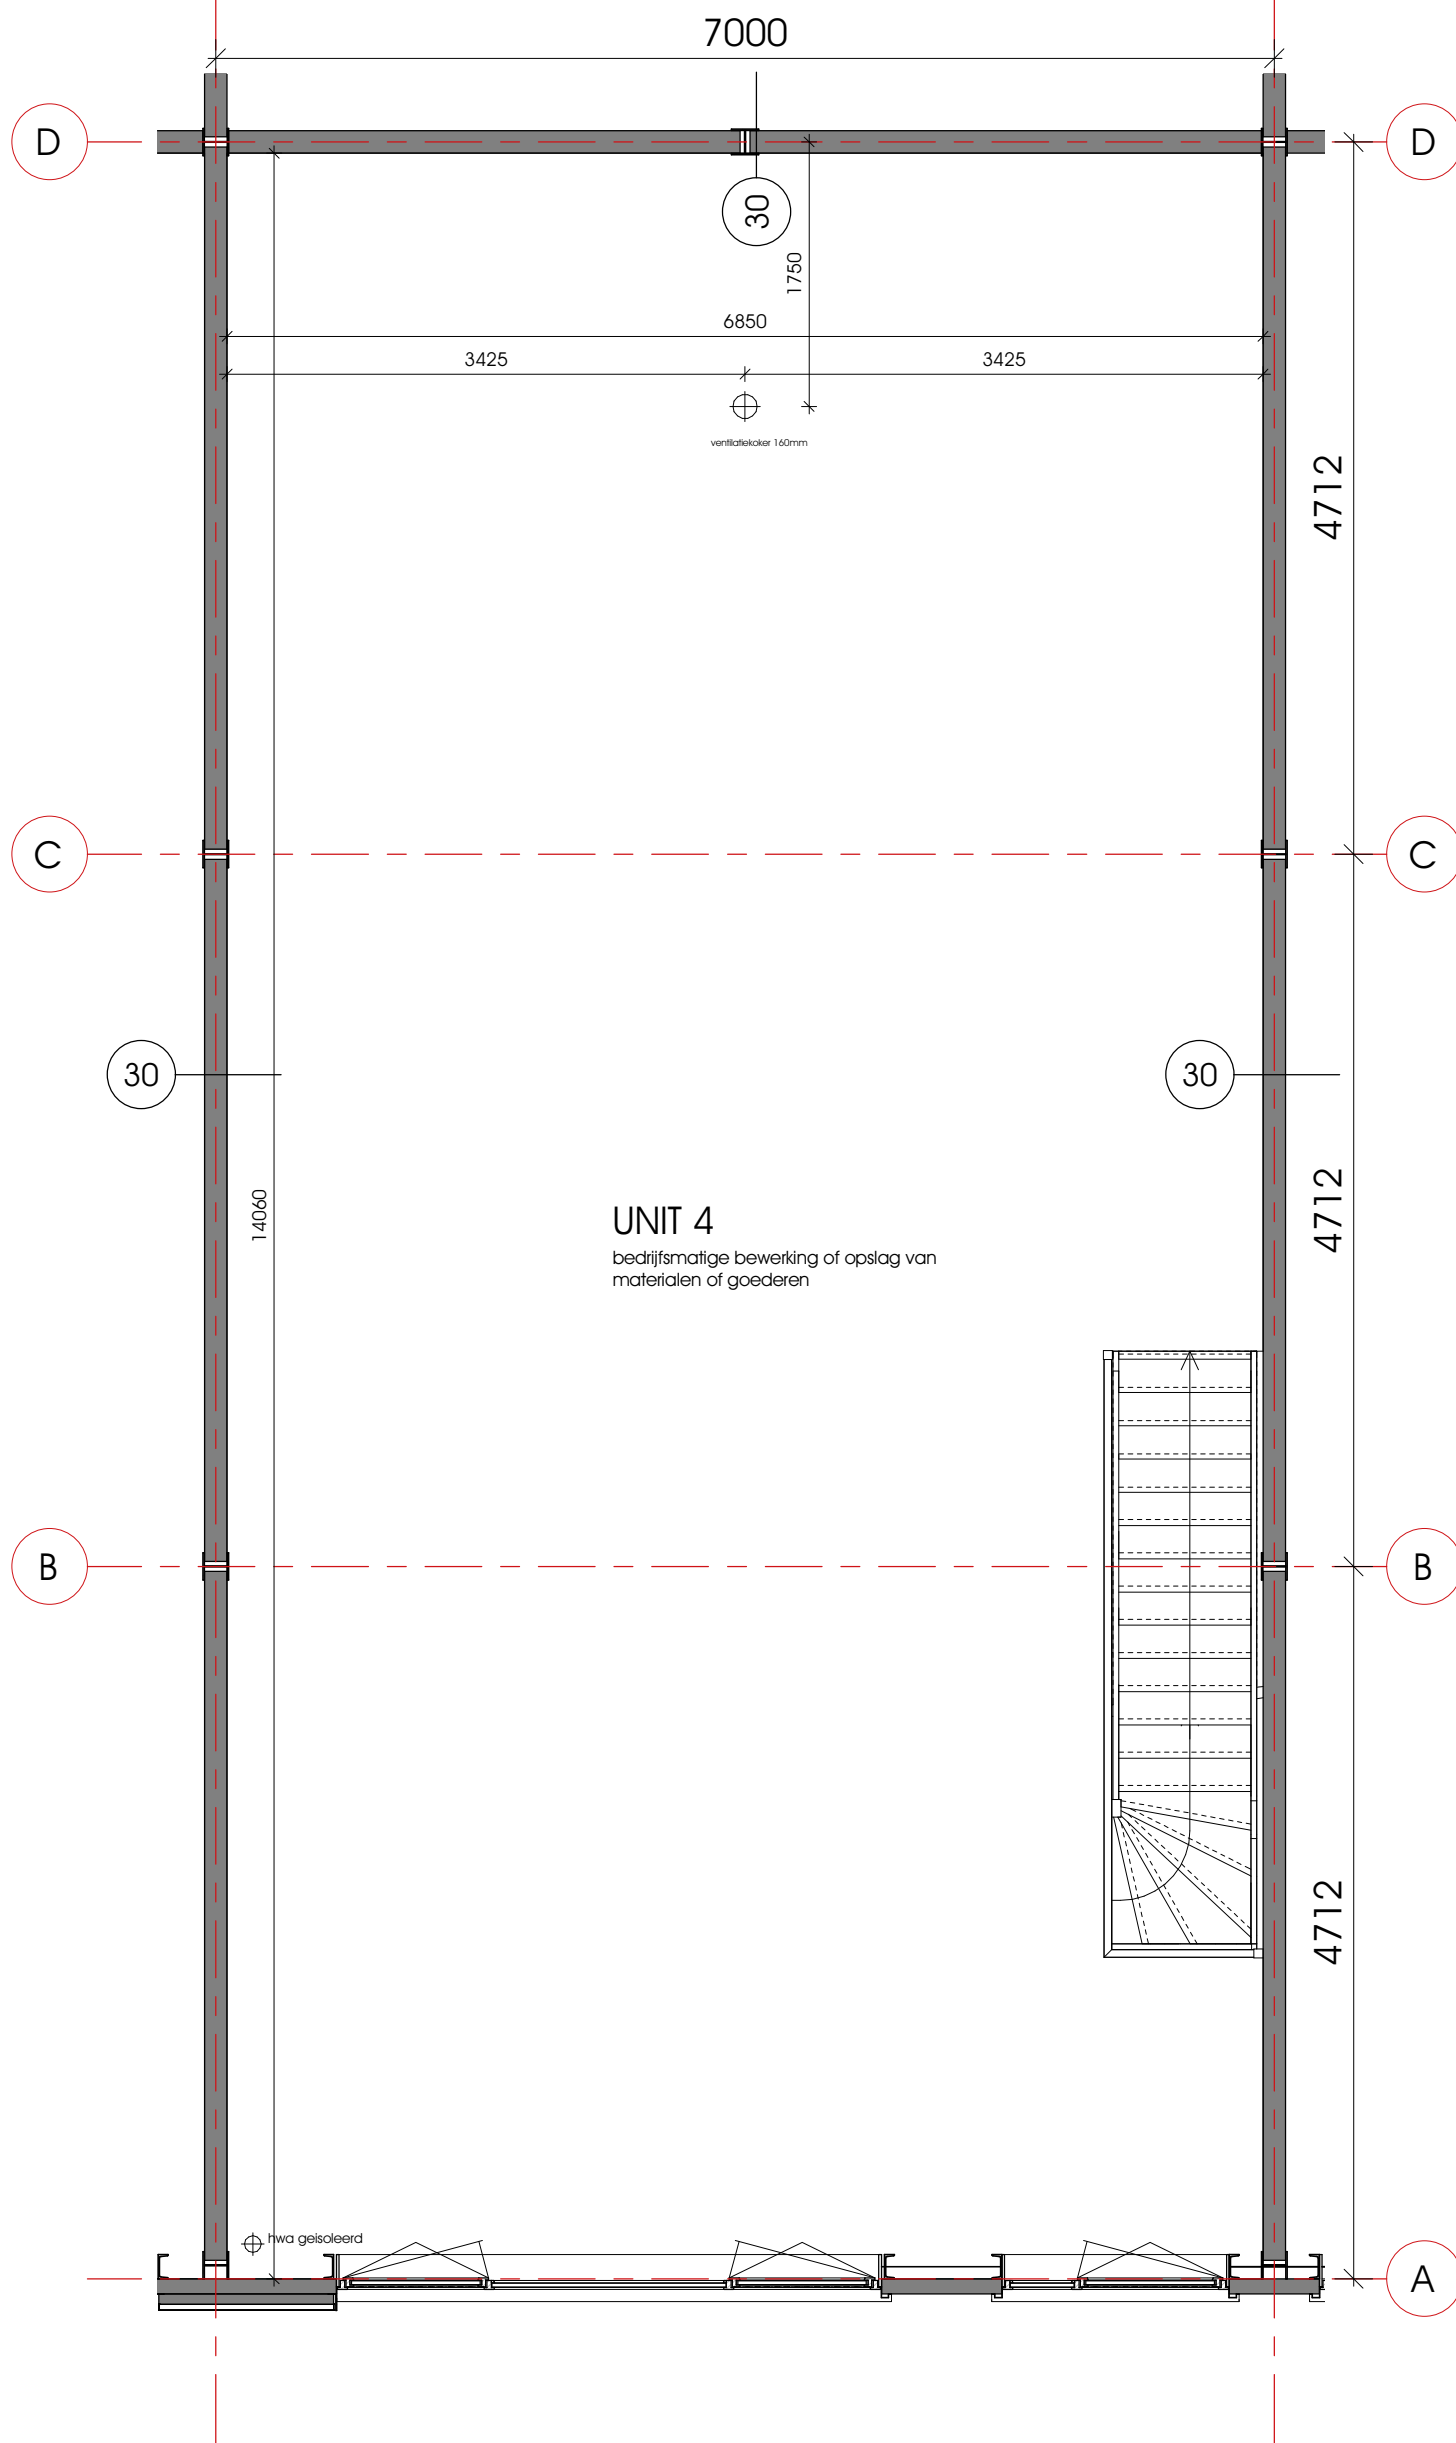 7000
D
D
30
1750
6850
3425
3425
ventilatiekoker 160mm
4712
C
C
30
30
14060
4712
UNIT 4
bedrijfsmatige bewerking of opslag van
materialen of goederen
B
B
4712
hwa geisoleerd
A